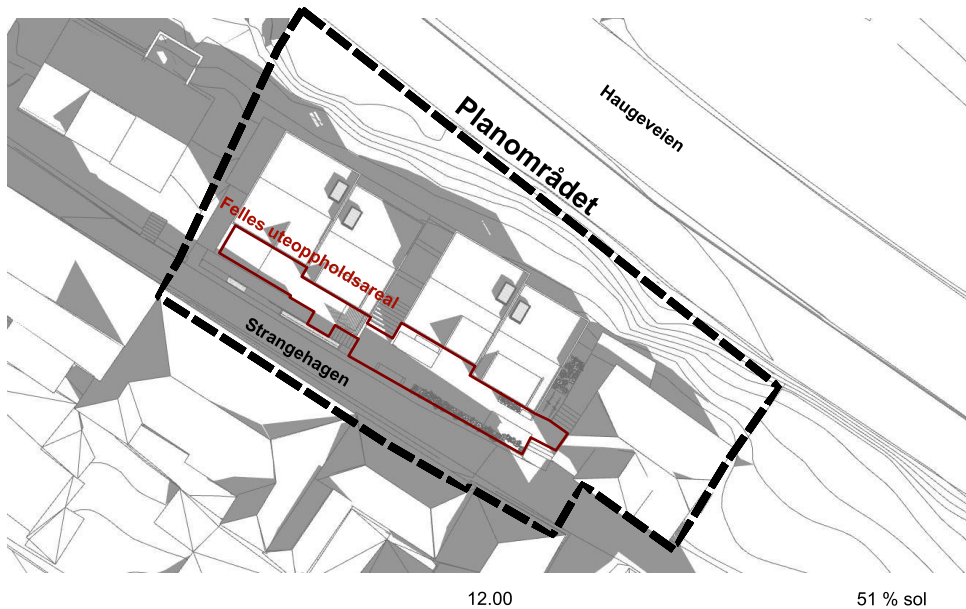 Haugeveien
Planområdet
Felles uteoppholdsareal
Strangehagen
12.00
51 % sol